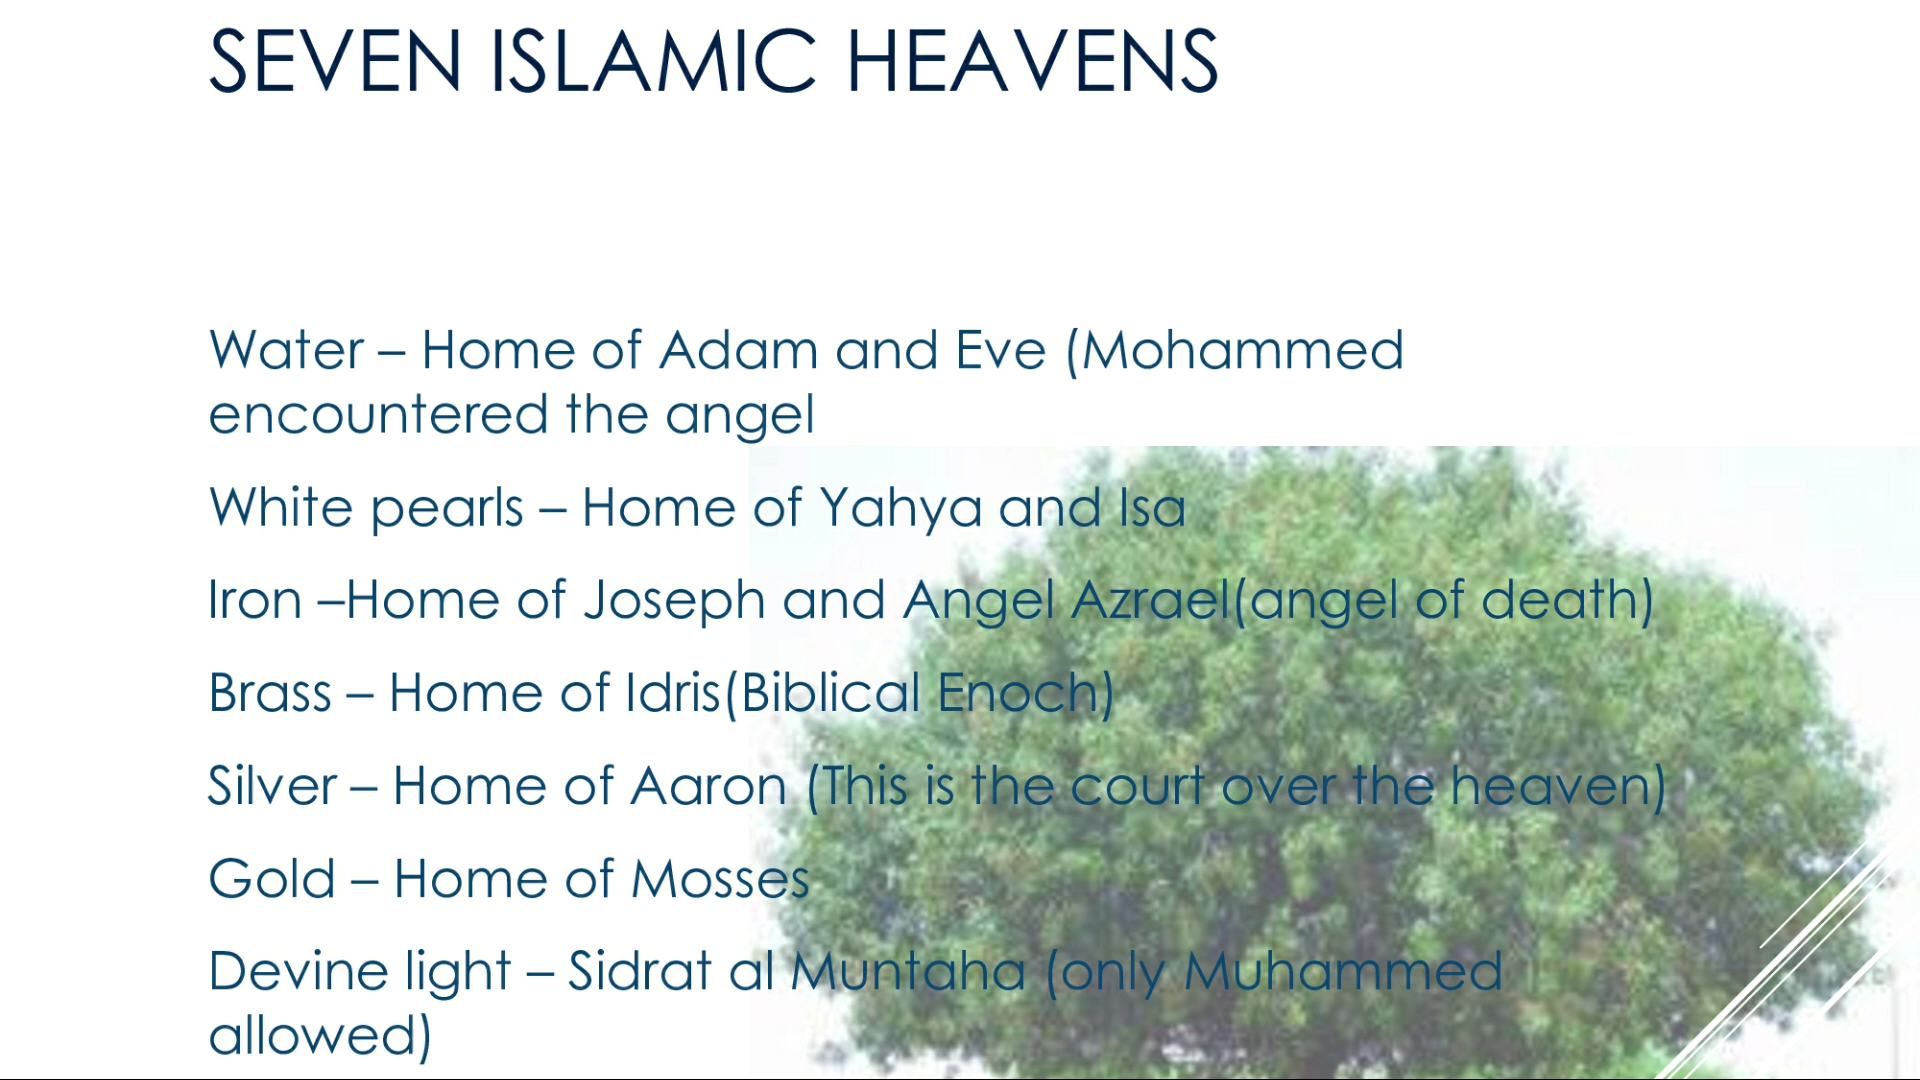 SEVEN ISLAMIC HEAVENS
Water – Home of Adam and Eve (Mohammed
encountered the angel
White pearls – Home of Yahya and Isa
Iron –Home of Joseph and Angel Azrael(angel of death)
Brass – Home of Idris(Biblical Enoch)
Silver – Home of Aaron (This is the court over the heaven)
Gold – Home of Mosses
Devine light – Sidrat al Muntaha (only Muhammed
allowed)